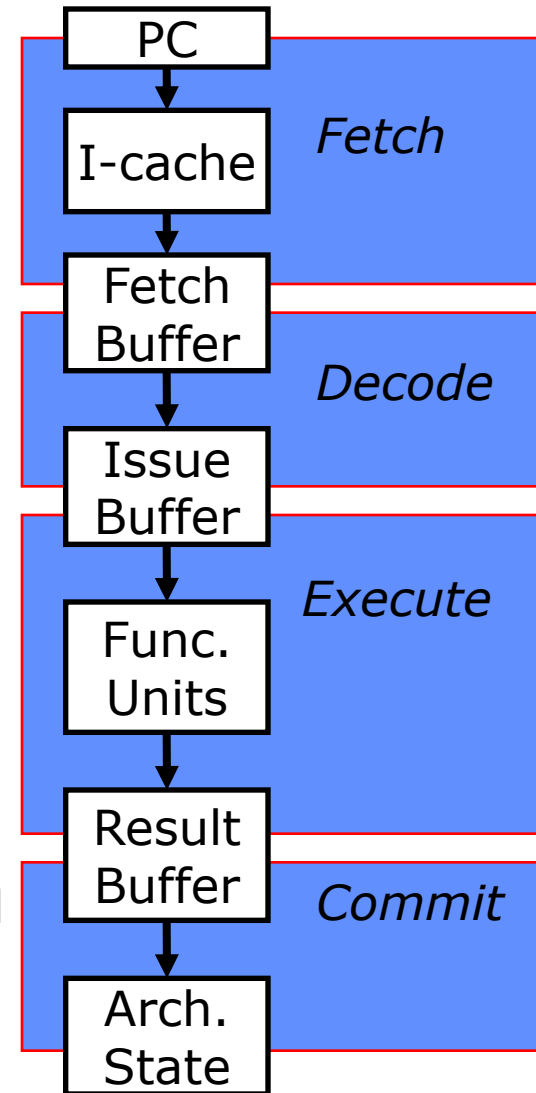 PC
I-cache
Fetch
Fetch
Buffer
Decode
Issue
Buffer
Execute
Func.
Units
Result
Buffer
Commit
Arch.
State